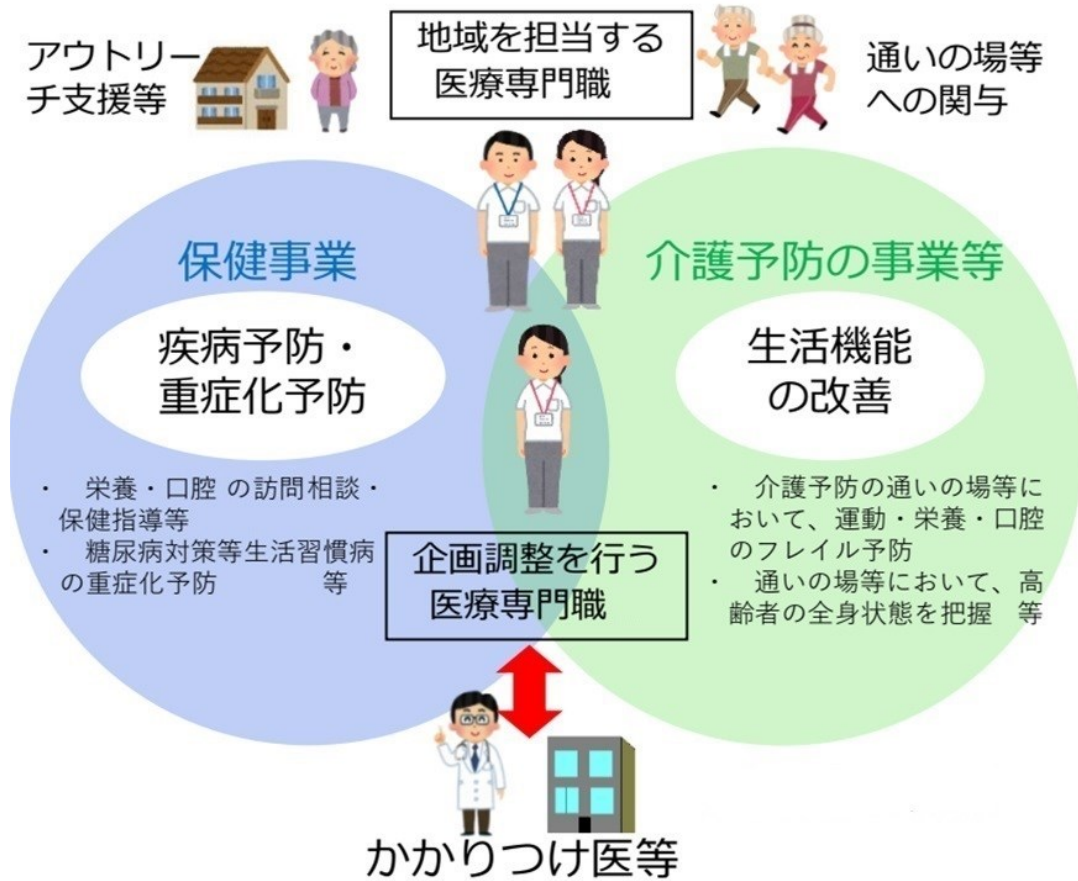 アウトリー
チ支援等
地域を担当する
医療専門職
通いの場等
への関与
保健事業
疾病予防・
重症化予防
・　栄養・口腔 の訪問相談・
保健指導等
・　糖尿病対策等生活習慣病
の重症化予防　　　　等
介護予防の事業等
生活機能
の改善
・　介護予防の通いの場等に
おいて、運動・栄養・口腔
のフレイル予防
・　通いの場等において、高
齢者の全身状態を把握　等
企画調整を行う
医療専門職
かかりつけ医等